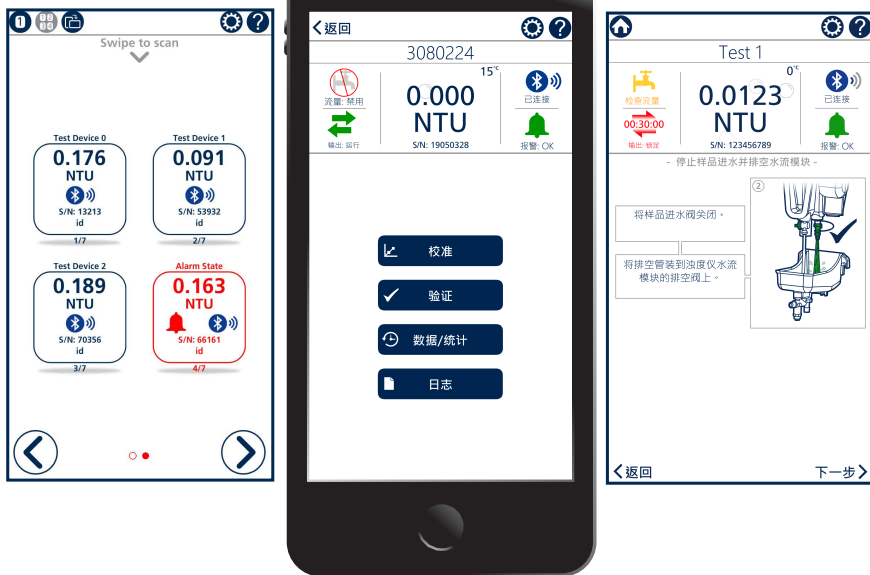 1
1 2
3 4
?
Swipe to scan
Test Device 0
0.176
NTU
S/N: 13213
id
1/7
Test Device 1
0.091
NTU
S/N: 53932
id
2/7
Test Device 2
0.189
NTU
S/N: 70356
id
3/7
Alarm State
0.163
NTU
S/N: 66161
id
4/7
返回
?
3080224
流量: 禁用
输出: 运行
15°C
0.000
NTU
S/N: 19050328
已连接
报警: OK
校准
验证
数据/统计
日志
?
Test 1
检查流量
00:30:00
输出: 锁定
0°C
0.0123
NTU
S/N: 123456789
已连接
报警: OK
- 停止样品进水并排空水流模块 -
将样品进水阀关闭。
将排空管装到浊度仪水流
模块的排空阀上。
②
返回
下一步